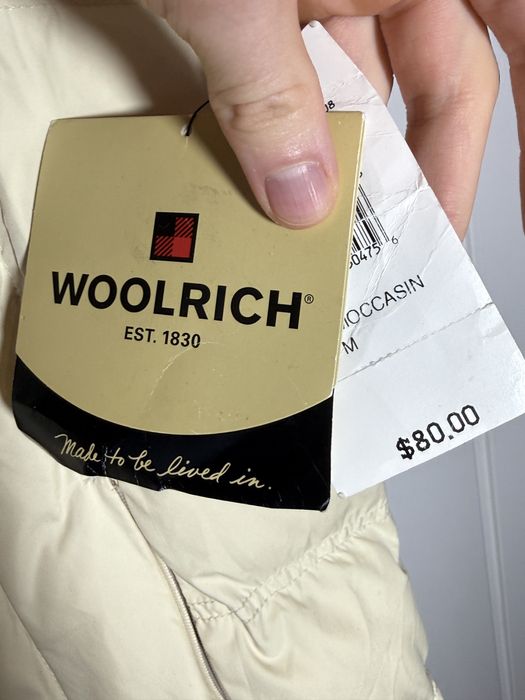 WOOLRICH®
EST. 1830
Made to be lived in.
MOCCASIN
M
$80.00